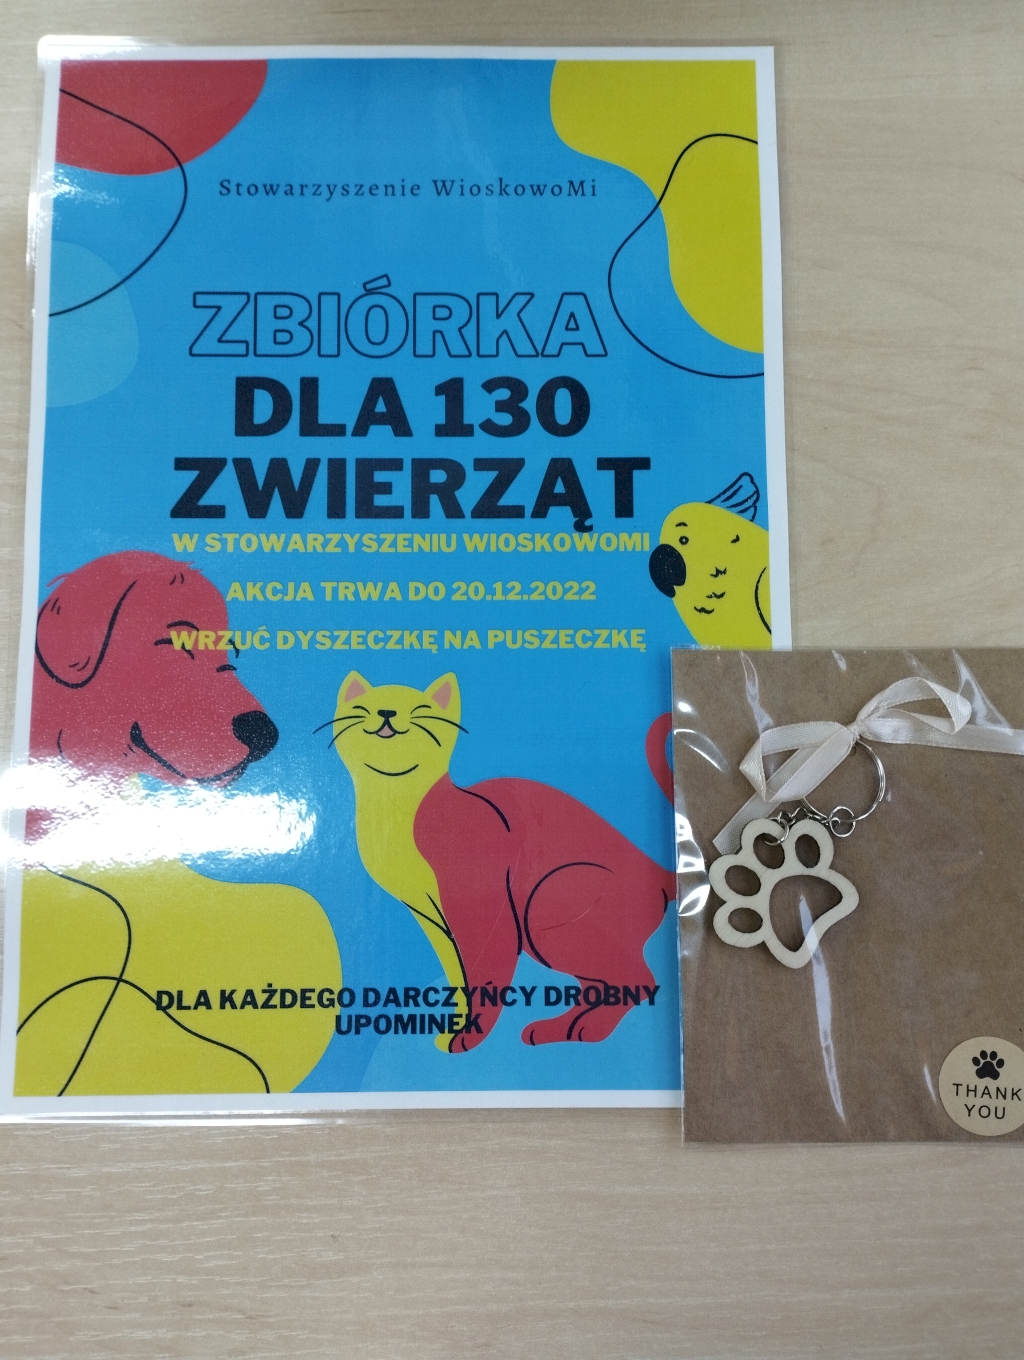 Stowarzyszenie WioskowoMi
ZBIÓRKA
DLA 130
ZWIERZĄT
W STOWARZYSZENIU WIOSKOWOMI
AKCJA TRWA DO 20.12.2022
WRZUĆ DYSZECZKĘ NA PUSZECZKĘ
DLA KAŻDEGO DARCZYŃCY DROBNY
UPOMINEK
THANK
YOU